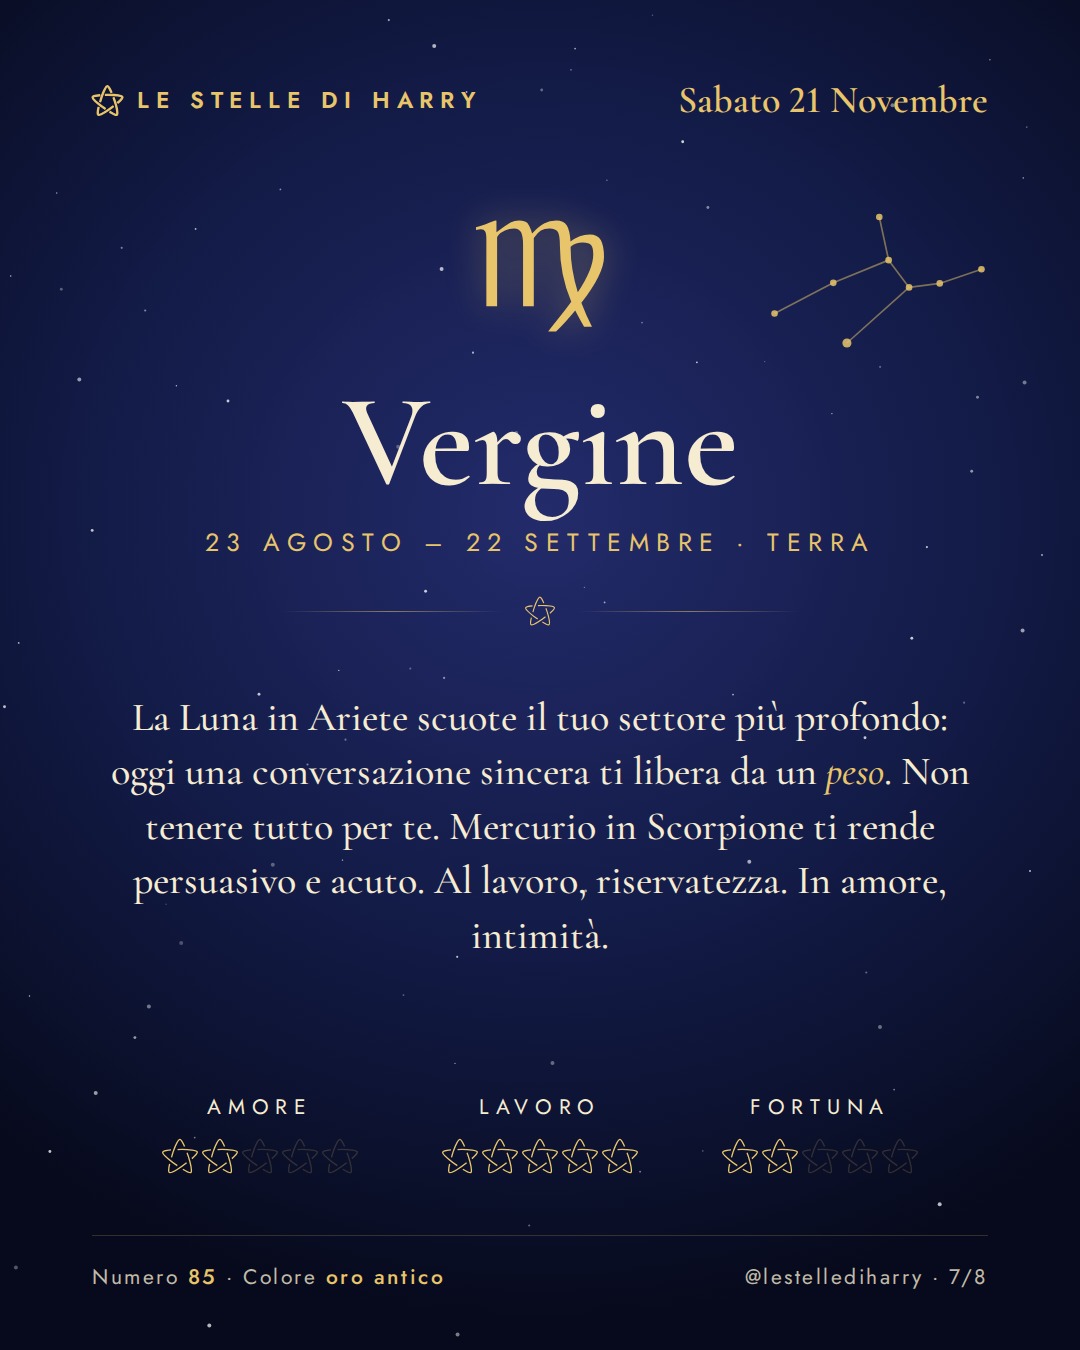 LE STELLE DI HARRY
Sabato 21 Novembre
♍
Vergine
23 AGOSTO — 22 SETTEMBRE · TERRA
La Luna in Ariete scuote il tuo settore più profondo:
oggi una conversazione sincera ti libera da un peso. Non
tenere tutto per te. Mercurio in Scorpione ti rende
persuasivo e acuto. Al lavoro, riservatezza. In amore,
intimità.
AMORE
LAVORO
FORTUNA
Numero 85 · Colore oro antico
@lestellediharry · 7/8